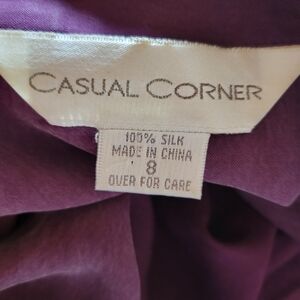 CASUAL CORNER
100% SILK
MADE IN CHINA
8
OVER FOR CARE